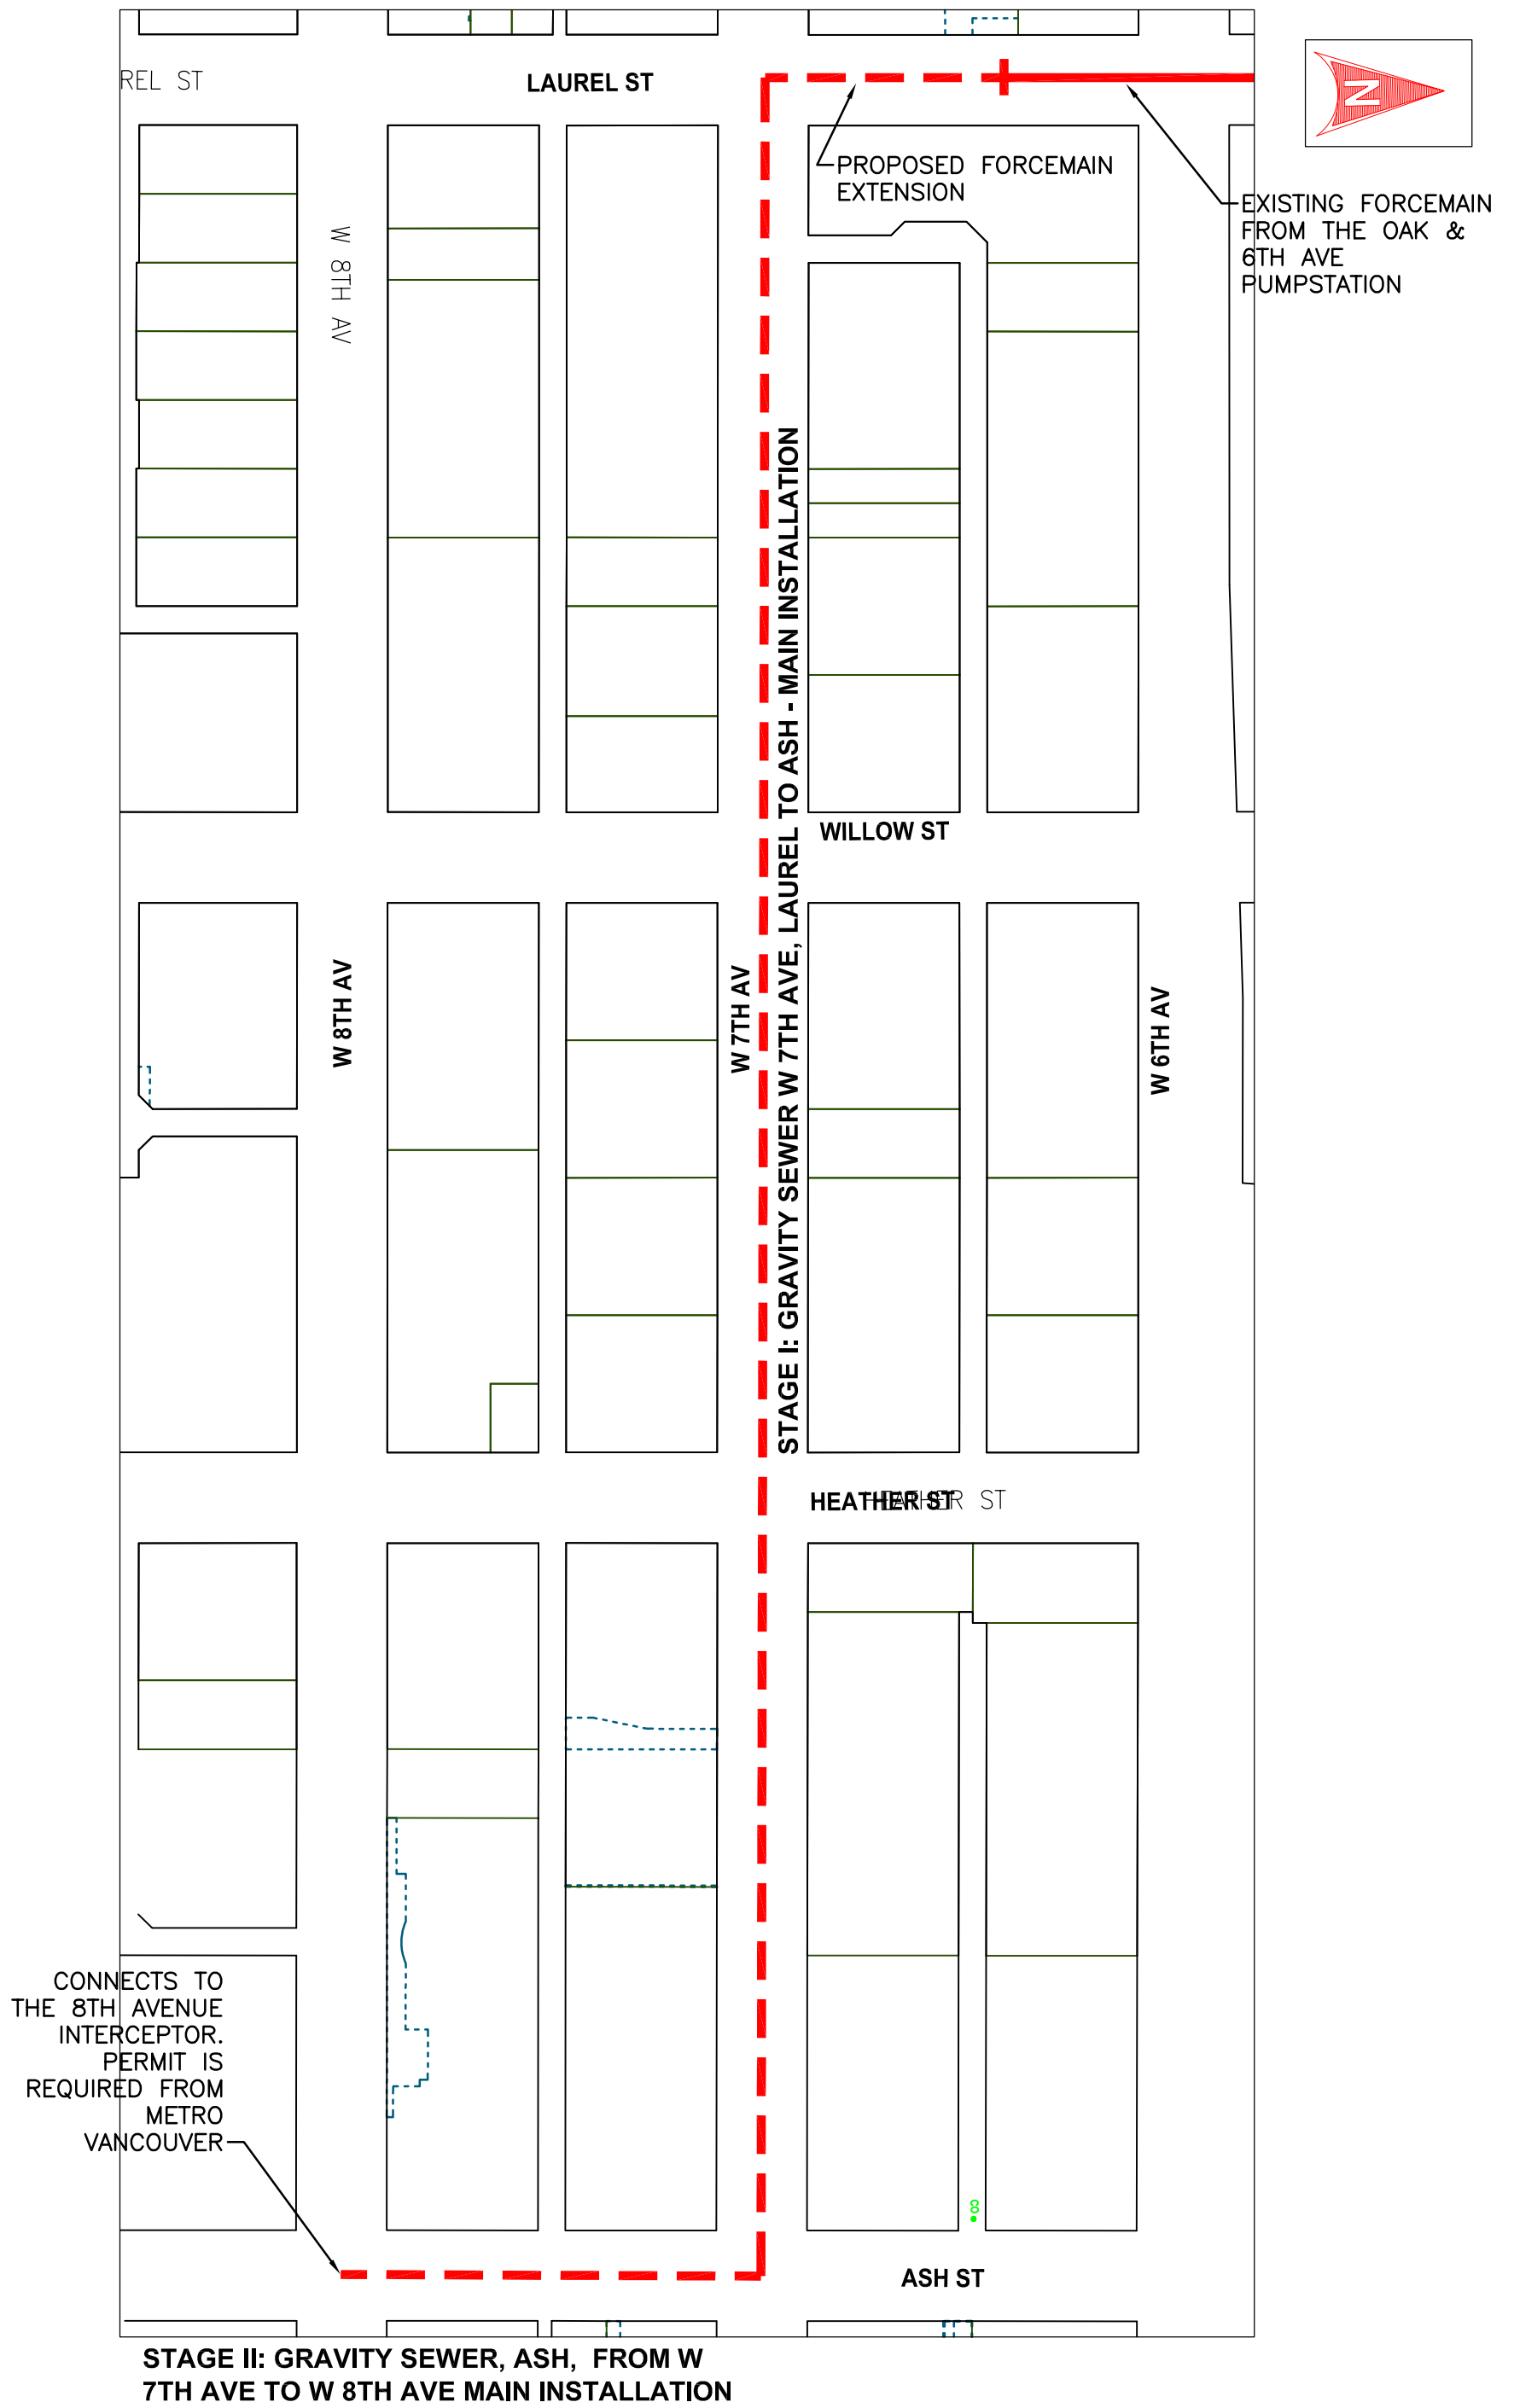 REL ST
LAUREL ST
N
PROPOSED FORCEMAIN
EXTENSION
EXISTING FORCEMAIN
FROM THE OAK &
6TH AVE
PUMPSTATION
W 8TH AV
STAGE I: GRAVITY SEWER W 7TH AVE, LAUREL TO ASH - MAIN INSTALLATION
WILLOW ST
W 8TH AV
W 7TH AV
W 6TH AV
HEATHER ST
HEATHER ST
CONNECTS TO
THE 8TH AVENUE
INTERCEPTOR.
PERMIT IS
REQUIRED FROM
METRO
VANCOUVER
CO
ASH ST
STAGE II: GRAVITY SEWER, ASH, FROM W
7TH AVE TO W 8TH AVE MAIN INSTALLATION